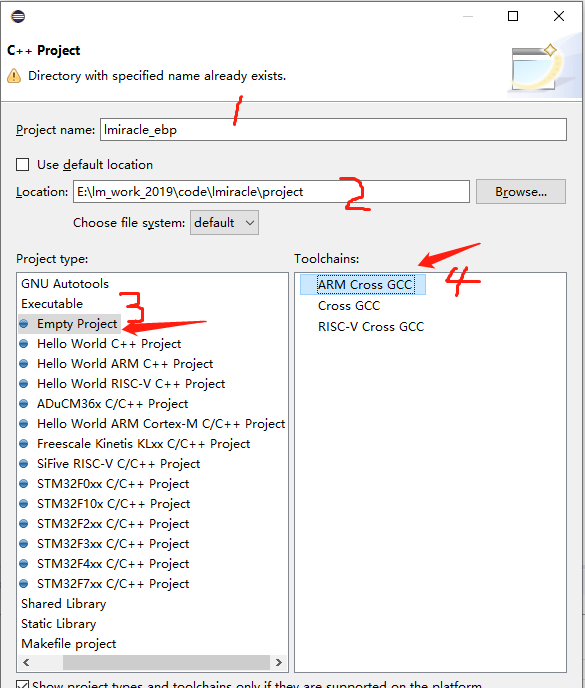 C++ Project
Directory with specified name already exists.
1
Project name: lmiracle_ebp
Use default location
2
Location: E:\lm_work_2019\code\lmiracle\project Browse...
Choose file system: default
Project type: Toolchains:
4
GNU Autotools
Executable
3
Empty Project
Hello World C++ Project
Hello World ARM C++ Project
Hello World RISC-V C++ Project
ADuCM36x C/C++ Project
Hello World ARM Cortex-M C/C++ Project
Freescale Kinetis KLxx C/C++ Project
SiFive RISC-V C/C++ Project
STM32F0xx C/C++ Project
STM32F10x C/C++ Project
STM32F2xx C/C++ Project
STM32F3xx C/C++ Project
STM32F4xx C/C++ Project
STM32F7xx C/C++ Project
Shared Library
Static Library
Makefile project
ARM Cross GCC
Cross GCC
RISC-V Cross GCC
Show project types and toolchains only if they are supported on the platform